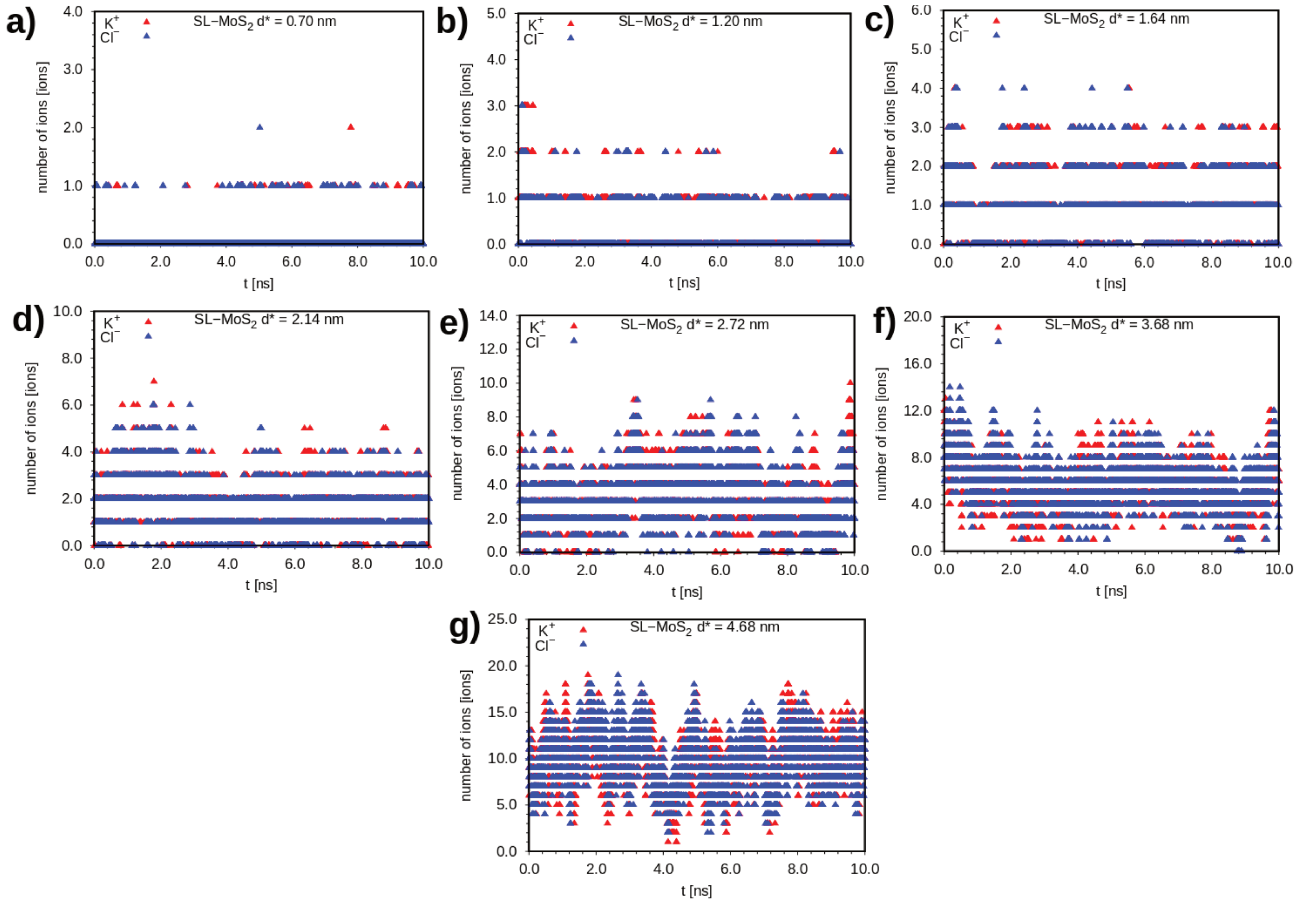 a)
K⁺
Cl⁻
SL−MoS₂ d* = 0.70 nm
number of ions [ions]
4.0
3.0
2.0
1.0
0.0
0.0 2.0 4.0 6.0 8.0 10.0
t [ns]
b)
K⁺
Cl⁻
SL−MoS₂ d* = 1.20 nm
number of ions [ions]
5.0
4.0
3.0
2.0
1.0
0.0
0.0 2.0 4.0 6.0 8.0 10.0
t [ns]
c)
K⁺
Cl⁻
SL−MoS₂ d* = 1.64 nm
number of ions [ions]
6.0
5.0
4.0
3.0
2.0
1.0
0.0
0.0 2.0 4.0 6.0 8.0 10.0
t [ns]
d)
K⁺
Cl⁻
SL−MoS₂ d* = 2.14 nm
number of ions [ions]
10.0
8.0
6.0
4.0
2.0
0.0
0.0 2.0 4.0 6.0 8.0 10.0
t [ns]
e)
K⁺
Cl⁻
SL−MoS₂ d* = 2.72 nm
number of ions [ions]
14.0
12.0
10.0
8.0
6.0
4.0
2.0
0.0
0.0 2.0 4.0 6.0 8.0 10.0
t [ns]
f)
K⁺
Cl⁻
SL−MoS₂ d* = 3.68 nm
number of ions [ions]
20.0
16.0
12.0
8.0
4.0
0.0
0.0 2.0 4.0 6.0 8.0 10.0
t [ns]
g)
K⁺
Cl⁻
SL−MoS₂ d* = 4.68 nm
number of ions [ions]
25.0
20.0
15.0
10.0
5.0
0.0
0.0 2.0 4.0 6.0 8.0 10.0
t [ns]